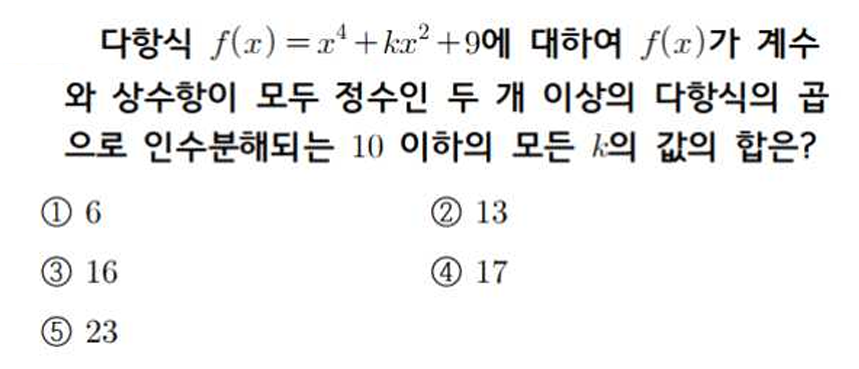 다항식 f(x)=x⁴+kx²+9에 대하여 f(x)가 계수
와 상수항이 모두 정수인 두 개 이상의 다항식의 곱
으로 인수분해되는 10 이하의 모든 k의 값의 합은?
① 6 ② 13
③ 16 ④ 17
⑤ 23